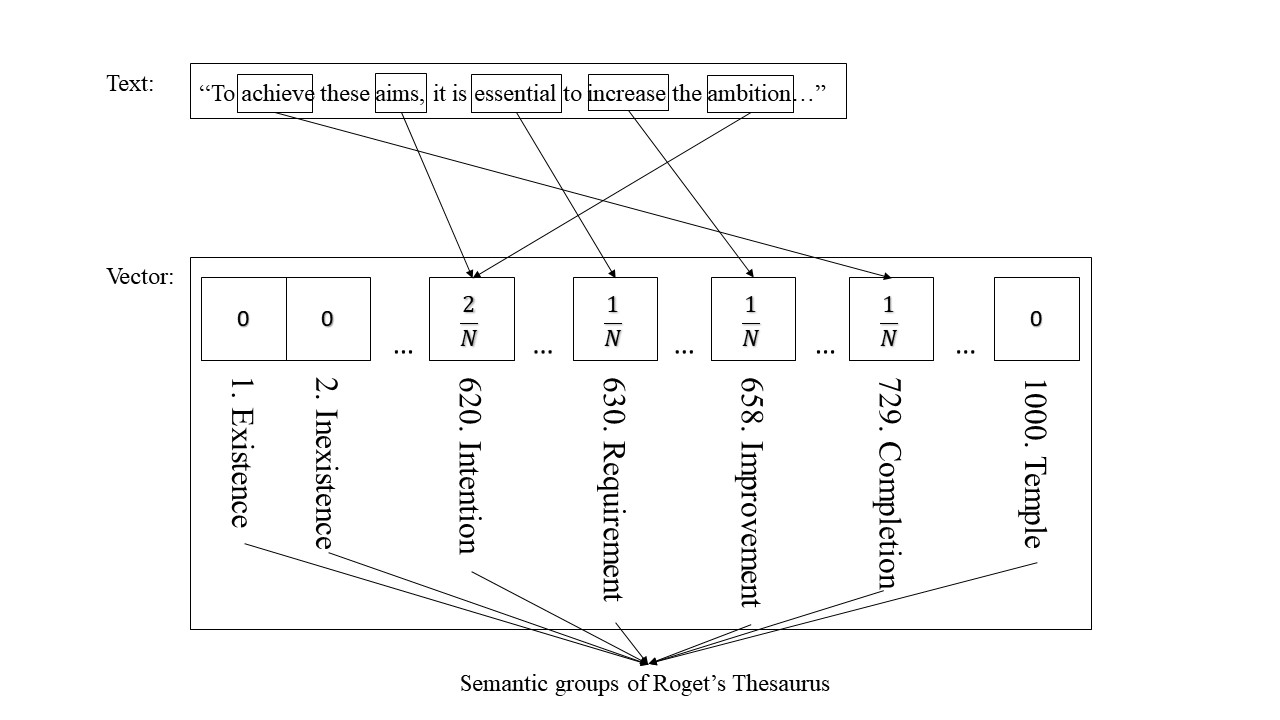 Text:
“To achieve these aims, it is essential to increase the ambition…”
Vector:
0 0 ... 2/N ... 1/N ... 1/N ... 1/N ... 0
1. Existence
2. Inexistence
620. Intention
630. Requirement
658. Improvement
729. Completion
1000. Temple
Semantic groups of Roget’s Thesaurus